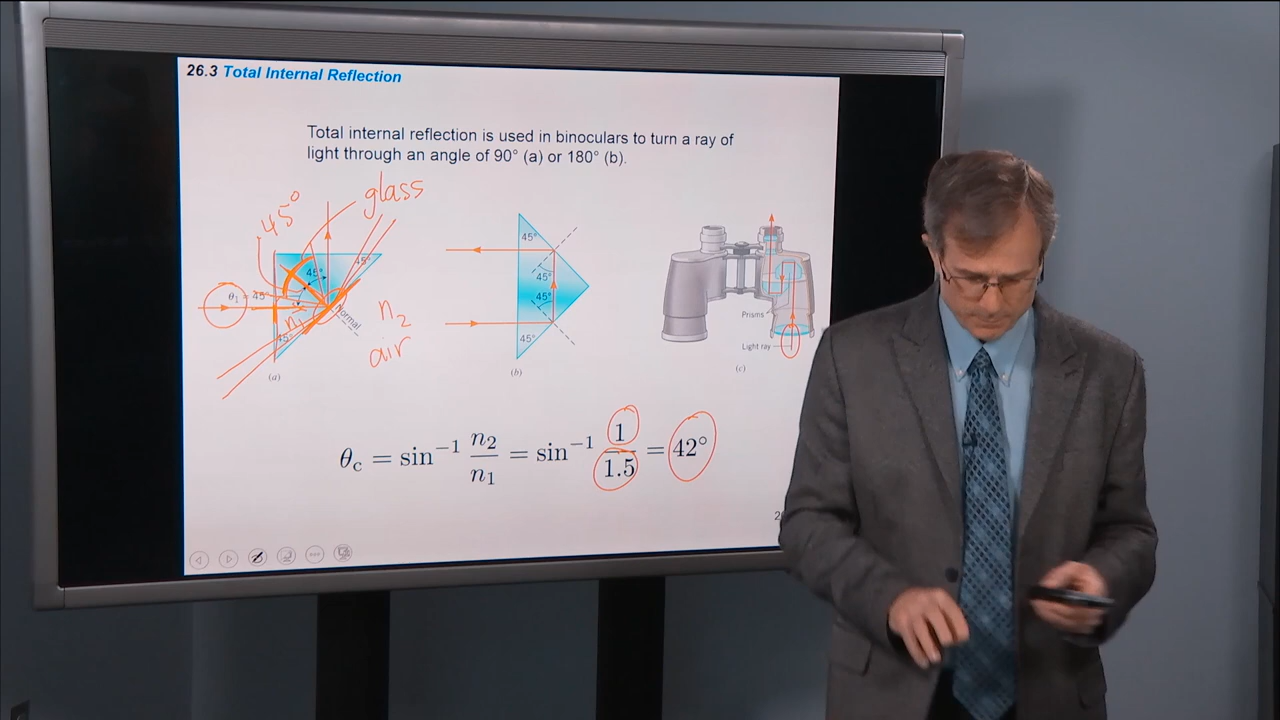 26.3 Total Internal Reflection
Total internal reflection is used in binoculars to turn a ray of
light through an angle of 90° (a) or 180° (b).
45°
glass
45°
45°
θ₁ = 45°
n₁
Normal
45°
n₂
air
(a)
45°
45°
45°
45°
(b)
Prisms
Light ray
(c)
θc = sin⁻¹ n₂/n₁ = sin⁻¹ 1/1.5 = 42°